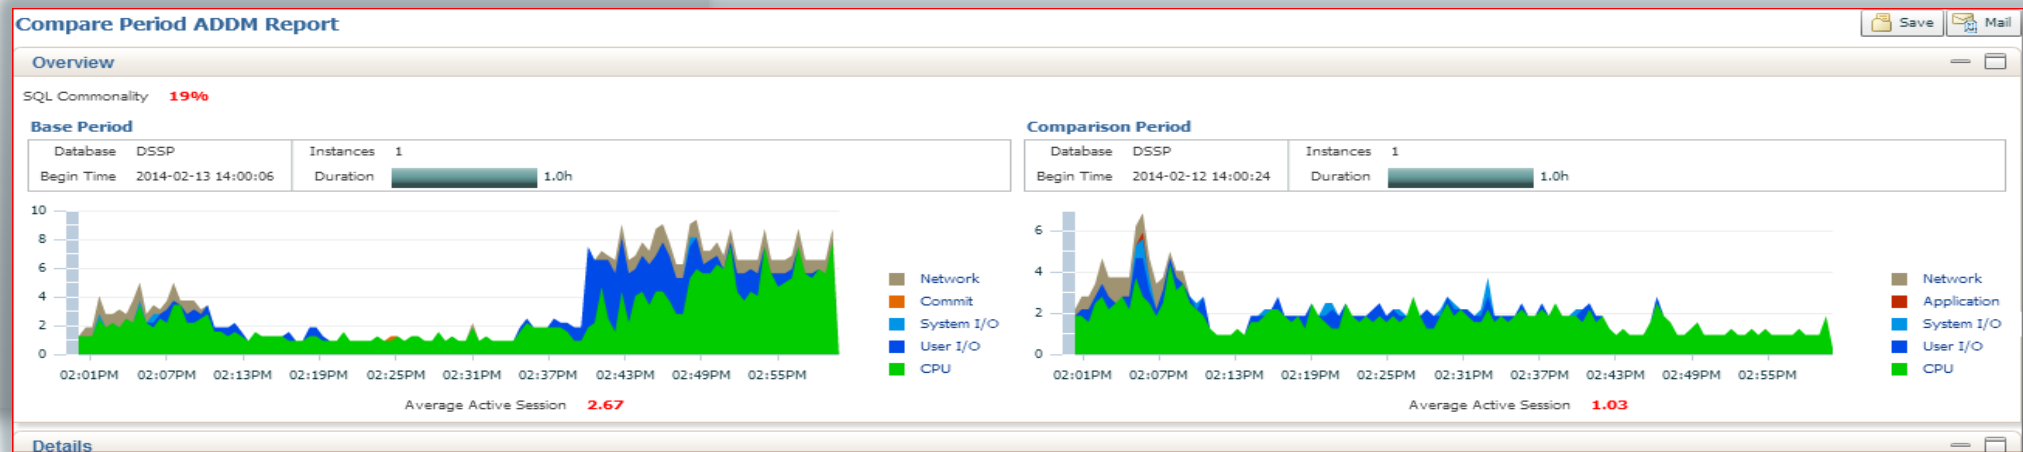 Compare Period ADDM Report
Save Mail
Overview
SQL Commonality 19%
Base Period
Database DSSP Instances 1
Begin Time 2014-02-13 14:00:06 Duration 1.0h
10
8
6
4
2
0
02:01PM 02:07PM 02:13PM 02:19PM 02:25PM 02:31PM 02:37PM 02:43PM 02:49PM 02:55PM
Network
Commit
System I/O
User I/O
CPU
Average Active Session 2.67
Comparison Period
Database DSSP Instances 1
Begin Time 2014-02-12 14:00:24 Duration 1.0h
6
4
2
0
02:01PM 02:07PM 02:13PM 02:19PM 02:25PM 02:31PM 02:37PM 02:43PM 02:49PM 02:55PM
Network
Application
System I/O
User I/O
CPU
Average Active Session 1.03
Details